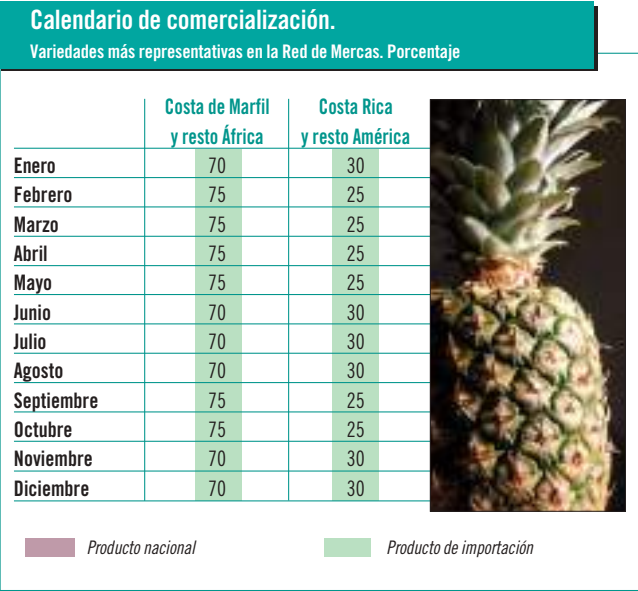 Calendario de comercialización.
Variedades más representativas en la Red de Mercas. Porcentaje
Costa de Marfil Costa Rica
y resto África y resto América
Enero 70 30
Febrero 75 25
Marzo 75 25
Abril 75 25
Mayo 75 25
Junio 70 30
Julio 70 30
Agosto 70 30
Septiembre 75 25
Octubre 75 25
Noviembre 70 30
Diciembre 70 30
Producto nacional Producto de importación